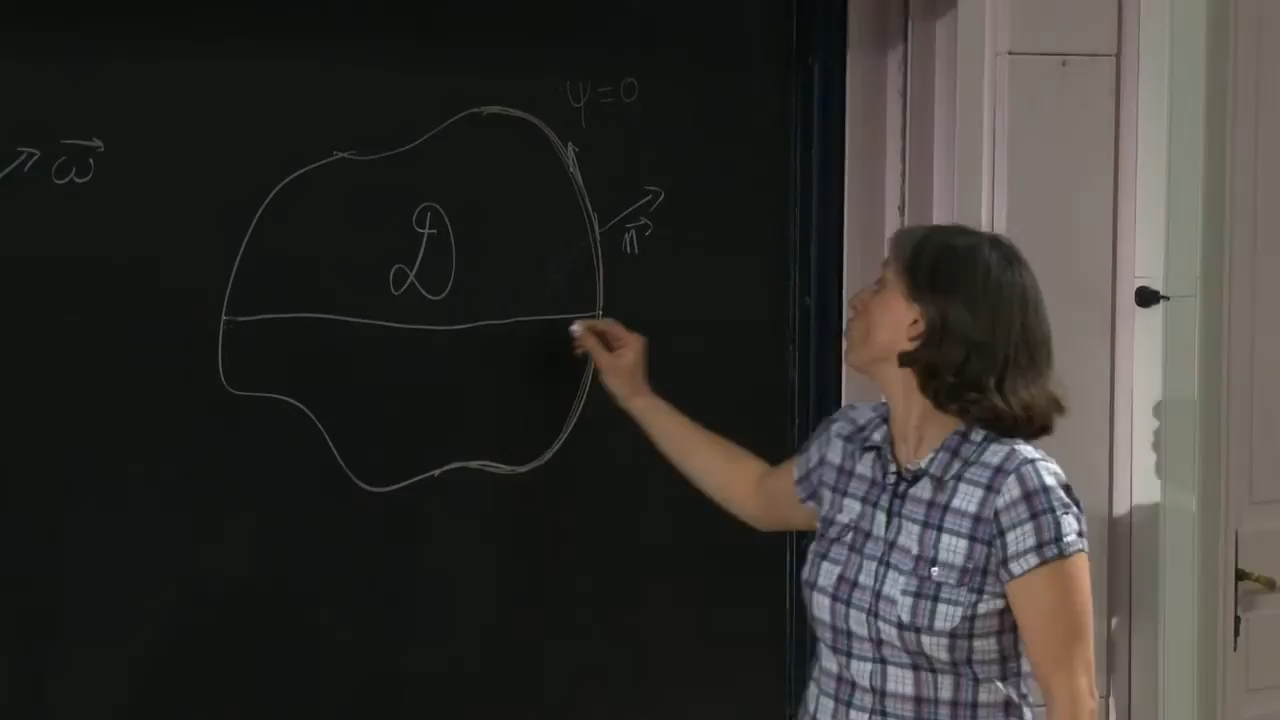 ψ = 0
→ω
D
→n